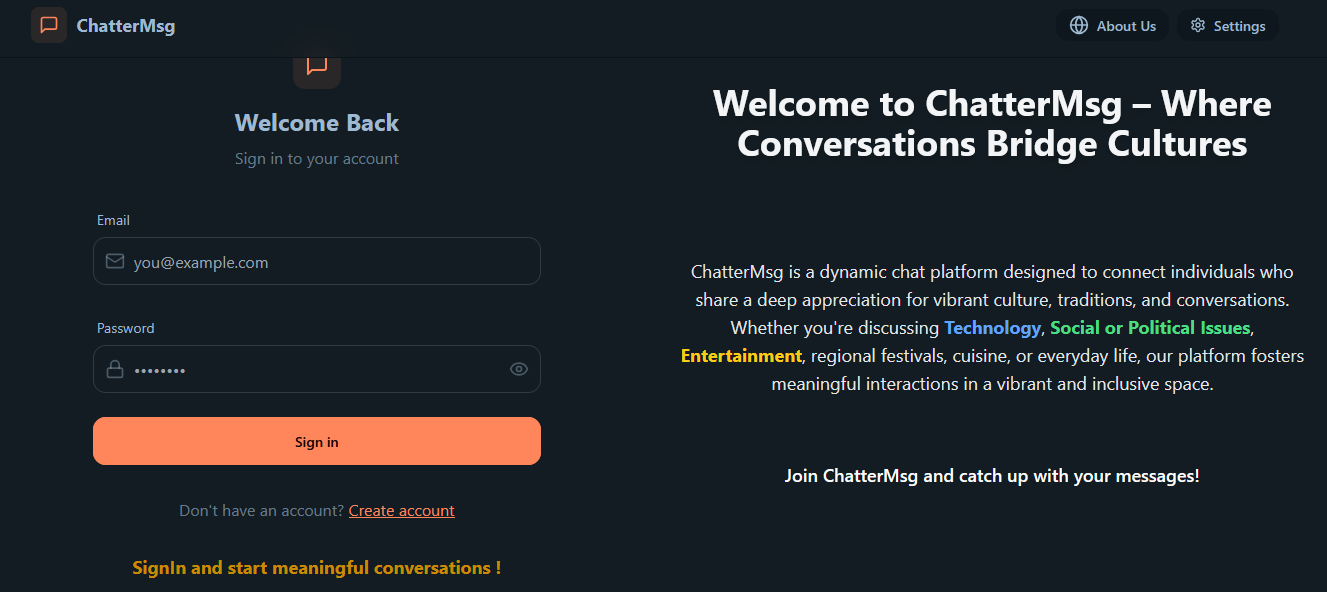 ChatterMsg
About Us
Settings
Welcome Back
Sign in to your account
Email
you@example.com
Password
••••••••
Sign in
Don't have an account? Create account
SignIn and start meaningful conversations !
Welcome to ChatterMsg – Where
Conversations Bridge Cultures
ChatterMsg is a dynamic chat platform designed to connect individuals who
share a deep appreciation for vibrant culture, traditions, and conversations.
Whether you're discussing Technology, Social or Political Issues,
Entertainment, regional festivals, cuisine, or everyday life, our platform fosters
meaningful interactions in a vibrant and inclusive space.
Join ChatterMsg and catch up with your messages!